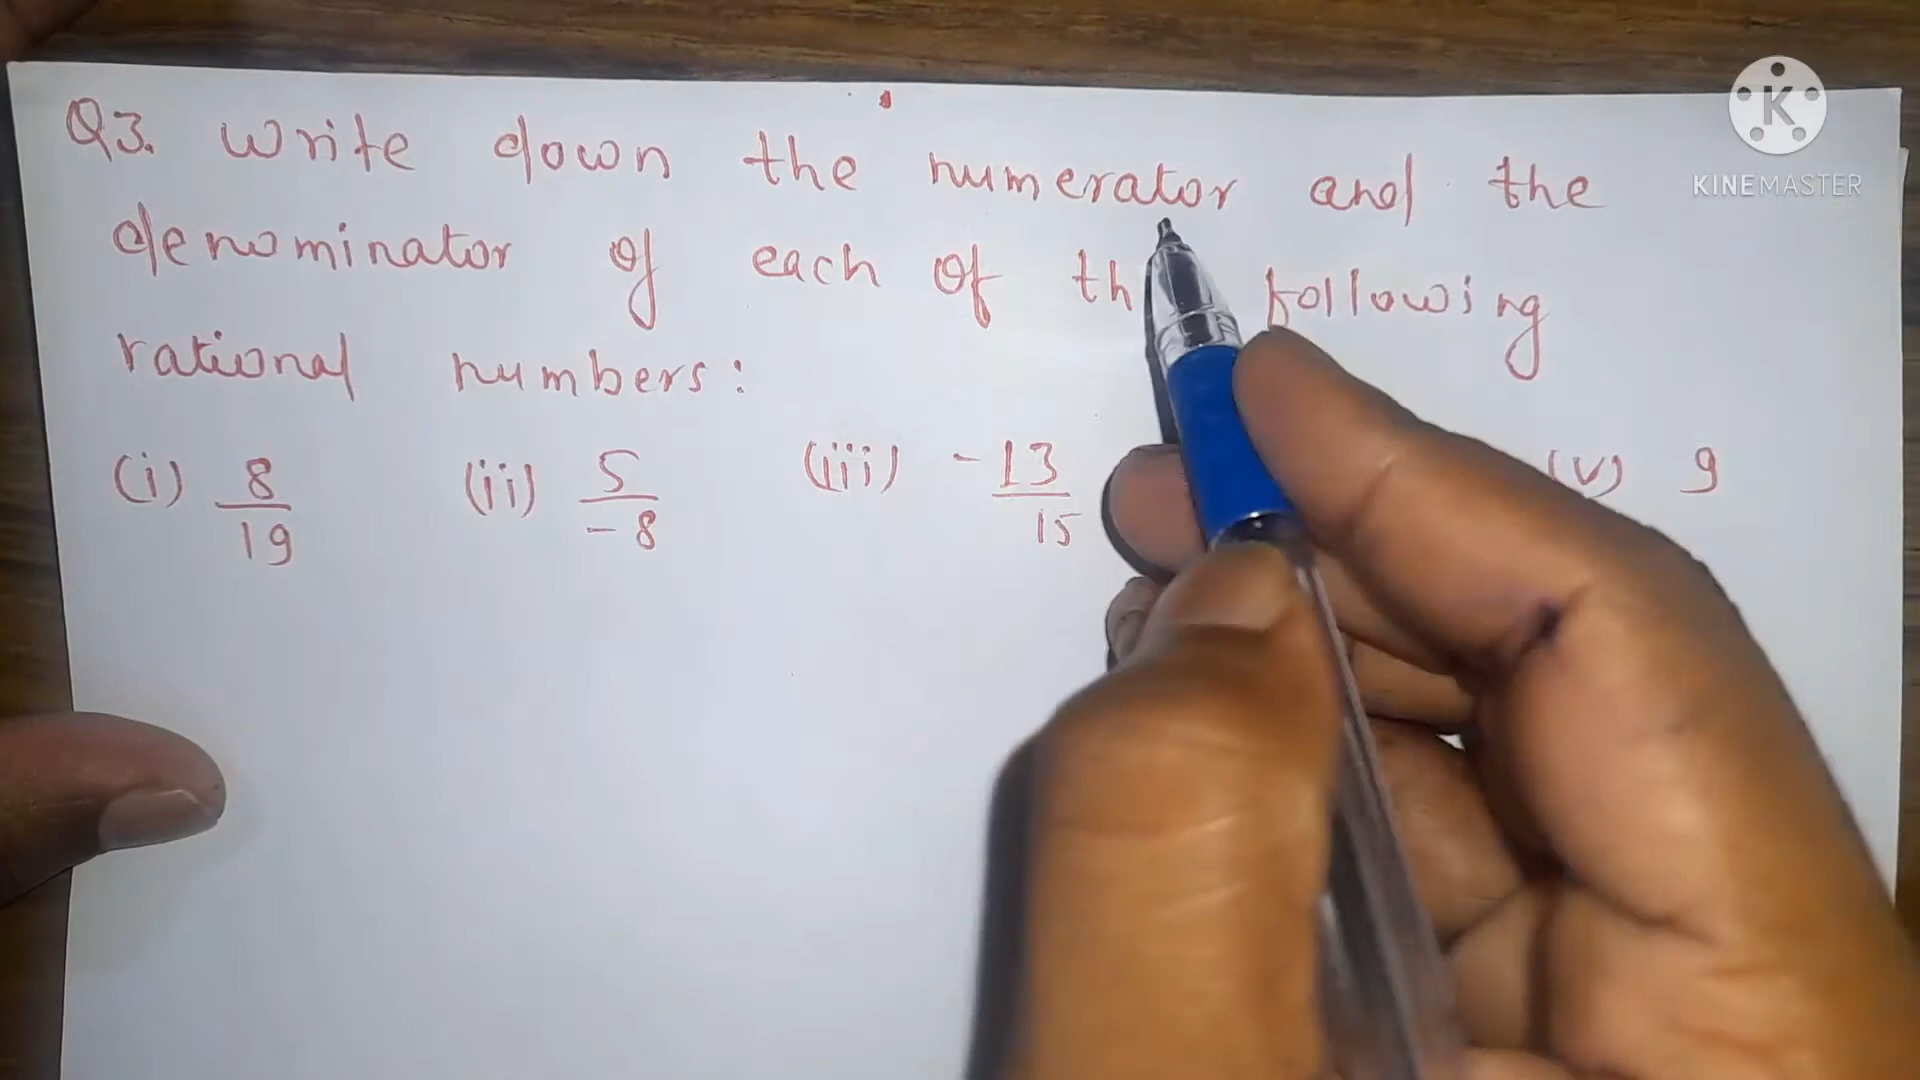 Q3. Write down the numerator and the
denominator of each of th following
rational numbers:
(i) 8/19 (ii) 5/-8 (iii) -13/15 (v) 9
KINEMASTER